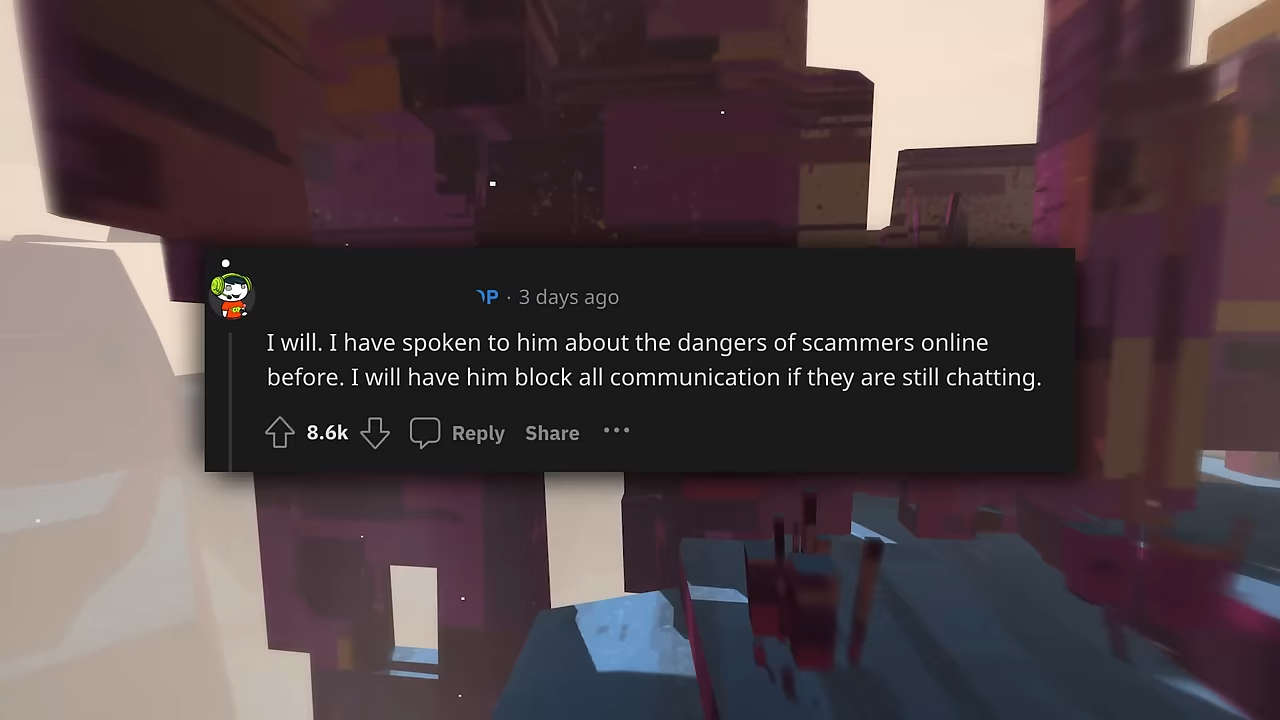 · 3 days ago
I will. I have spoken to him about the dangers of scammers online
before. I will have him block all communication if they are still chatting.
8.6k Reply Share ···